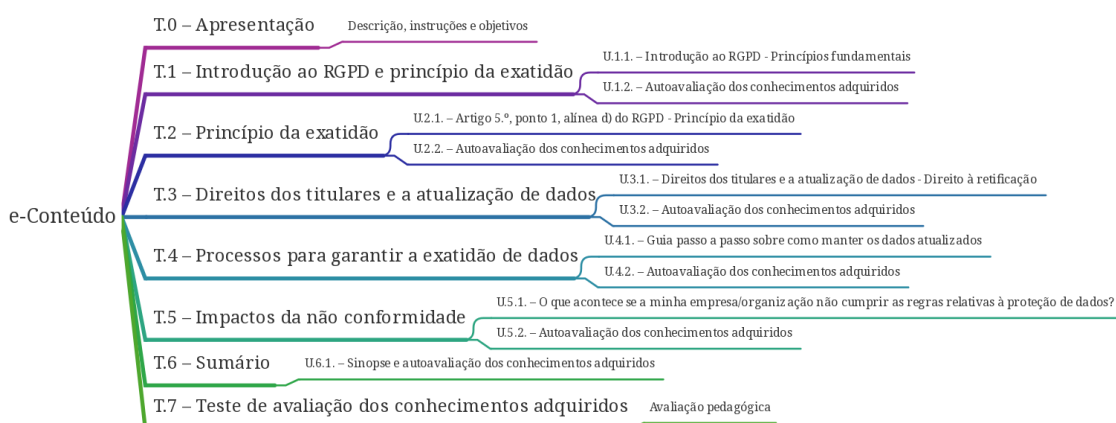 T.0 – Apresentação
Descrição, instruções e objetivos
T.1 – Introdução ao RGPD e princípio da exatidão
U.1.1. – Introdução ao RGPD - Princípios fundamentais
U.1.2. – Autoavaliação dos conhecimentos adquiridos
T.2 – Princípio da exatidão
U.2.1. – Artigo 5.º, ponto 1, alínea d) do RGPD - Princípio da exatidão
U.2.2. – Autoavaliação dos conhecimentos adquiridos
e-Conteúdo
T.3 – Direitos dos titulares e a atualização de dados
U.3.1. – Direitos dos titulares e a atualização de dados - Direito à retificação
U.3.2. – Autoavaliação dos conhecimentos adquiridos
T.4 – Processos para garantir a exatidão de dados
U.4.1. – Guia passo a passo sobre como manter os dados atualizados
U.4.2. – Autoavaliação dos conhecimentos adquiridos
T.5 – Impactos da não conformidade
U.5.1. – O que acontece se a minha empresa/organização não cumprir as regras relativas à proteção de dados?
U.5.2. – Autoavaliação dos conhecimentos adquiridos
T.6 – Sumário
U.6.1. – Sinopse e autoavaliação dos conhecimentos adquiridos
T.7 – Teste de avaliação dos conhecimentos adquiridos
Avaliação pedagógica